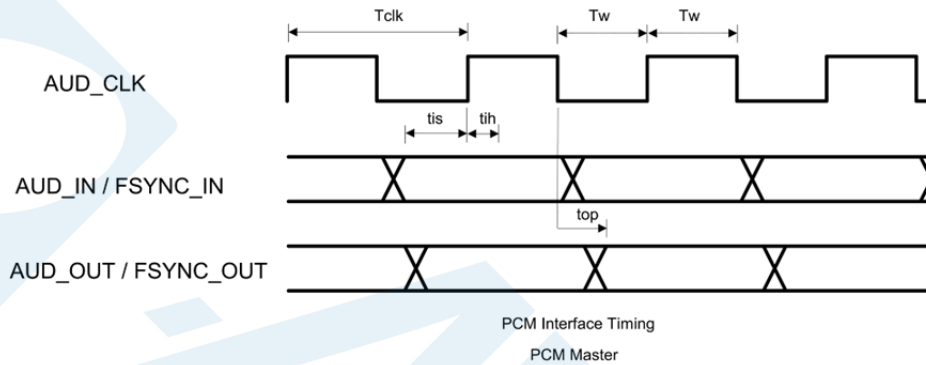 Tclk Tw Tw
AUD_CLK
tis tih
AUD_IN / FSYNC_IN
top
AUD_OUT / FSYNC_OUT
PCM Interface Timing
PCM Master